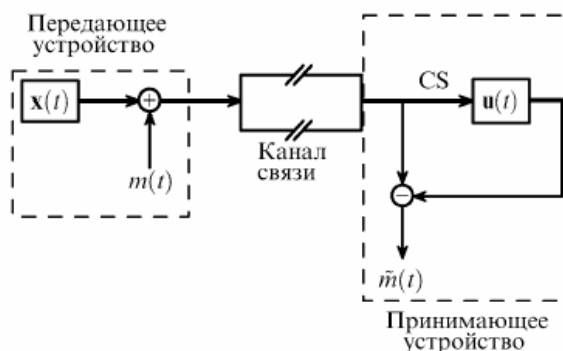 Передающее
устройство
x(t)
+
m(t)
Канал
связи
CS
u(t)
−
m̃(t)
Принимающее
устройство